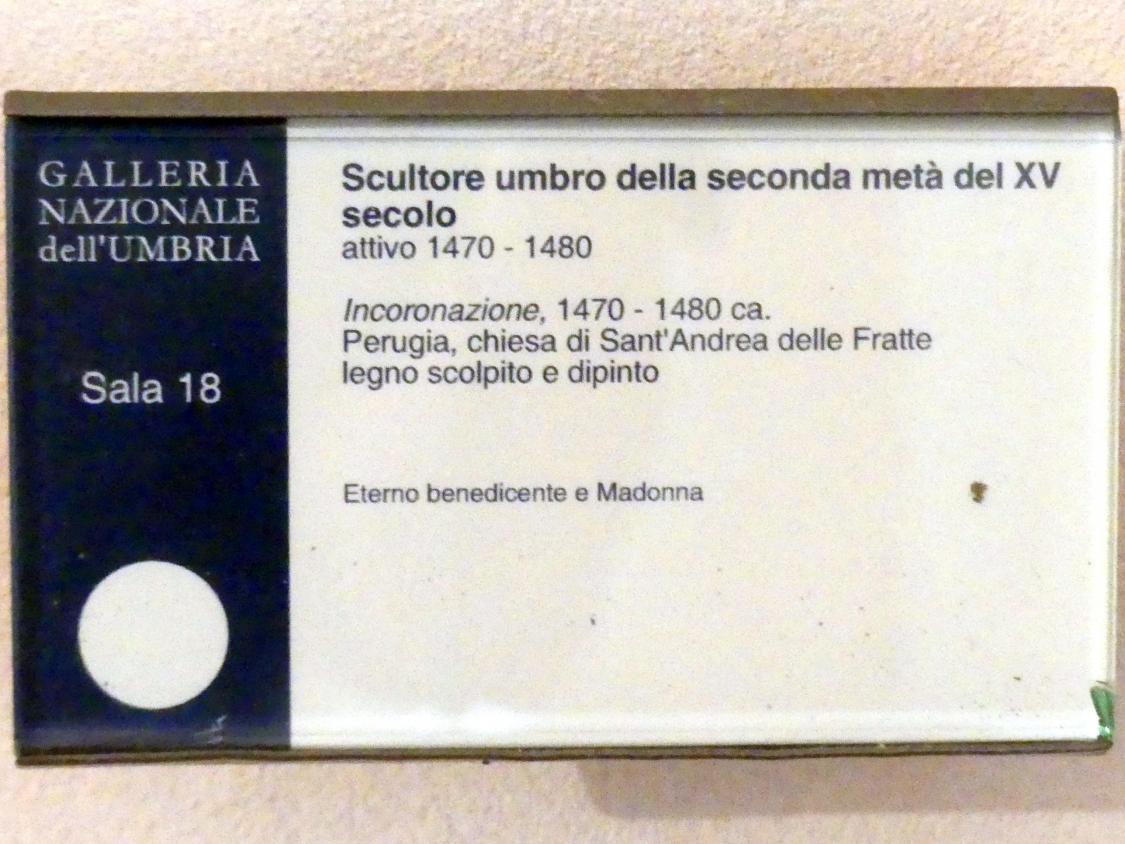 GALLERIA
NAZIONALE
dell'UMBRIA
Sala 18
Scultore umbro della seconda metà del XV
secolo
attivo 1470 - 1480
Incoronazione, 1470 - 1480 ca.
Perugia, chiesa di Sant'Andrea delle Fratte
legno scolpito e dipinto
Eterno benedicente e Madonna